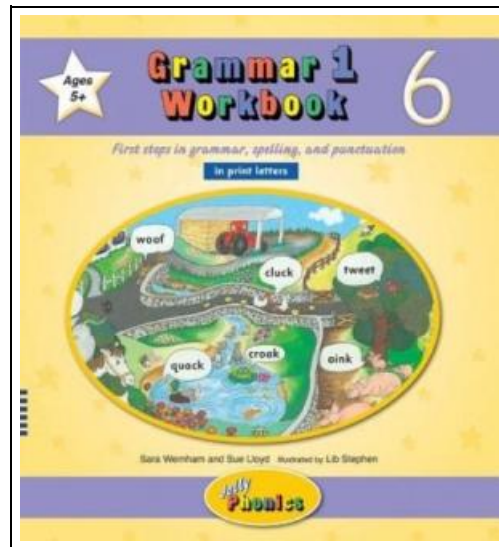 Ages
5+
Grammar 1
Workbook
6
First steps in grammar, spelling, and punctuation
in print letters
woof
cluck
tweet
quack
croak
oink
Sara Wernham and Sue Lloyd Illustrated by Lib Stephen
Jolly
Phonics